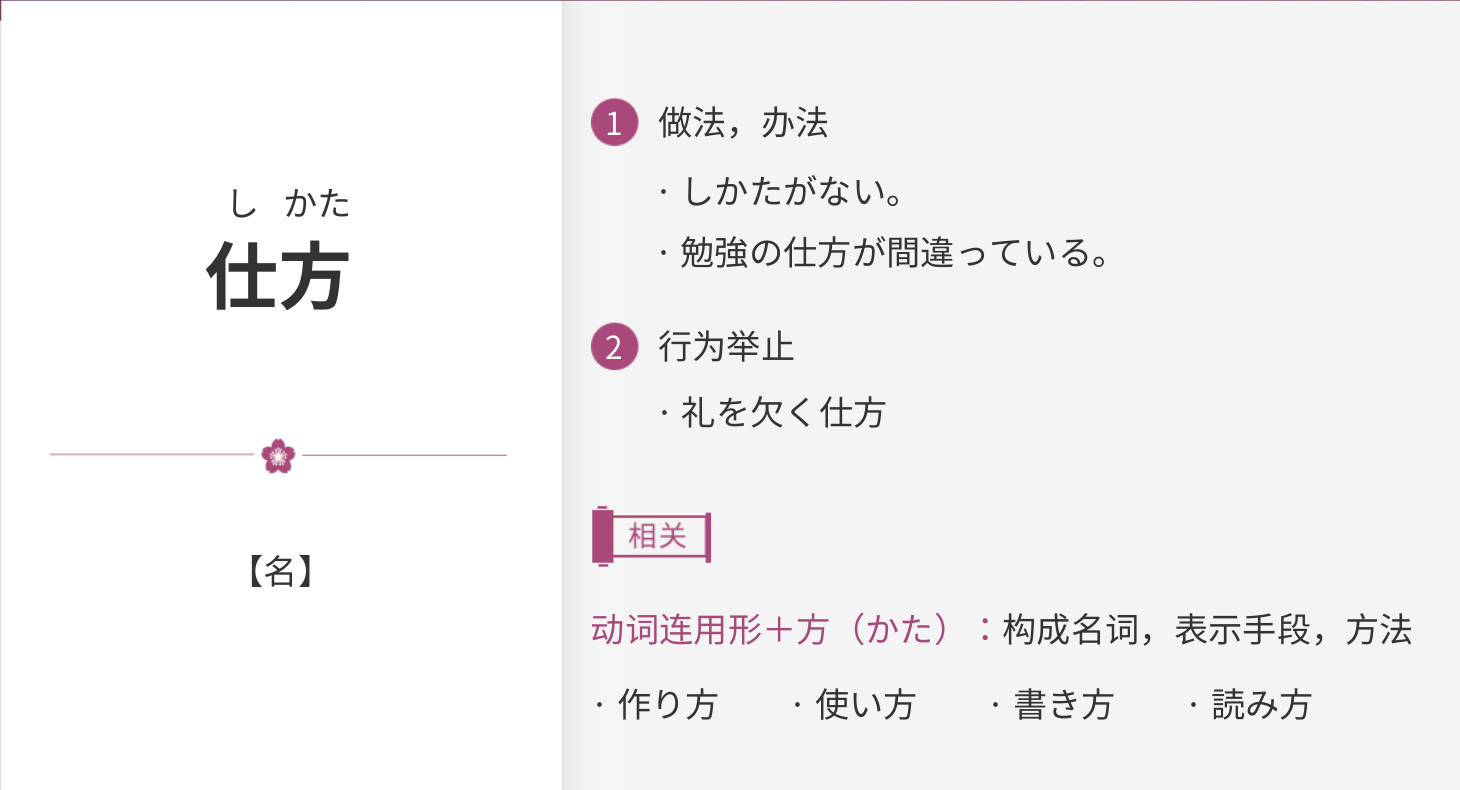 し かた
仕方
【名】
1 做法，办法
· しかたがない。
· 勉強の仕方が間違っている。
2 行为举止
· 礼を欠く仕方
相关
动词连用形＋方（かた）：构成名词，表示手段，方法
· 作り方 · 使い方 · 書き方 · 読み方